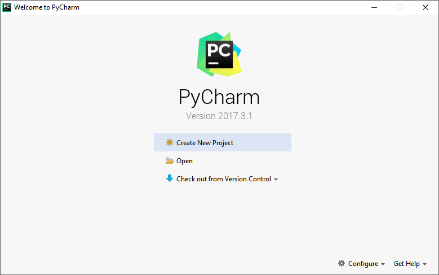 PC Welcome to PyCharm
PC
PyCharm
Version 2017.3.1
Create New Project
Open
Check out from Version Control
Configure Get Help